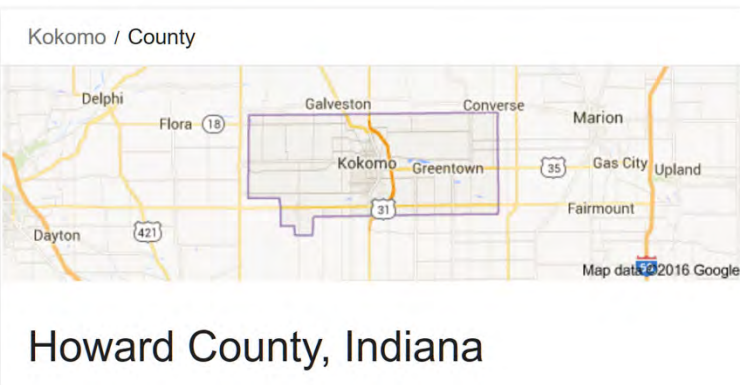 Kokomo / County
Delphi
Galveston
Converse
Flora 18
Marion
Kokomo
Greentown
35
Gas City
Upland
31
Fairmount
Dayton
421
Map data ©2016 Google
Howard County, Indiana